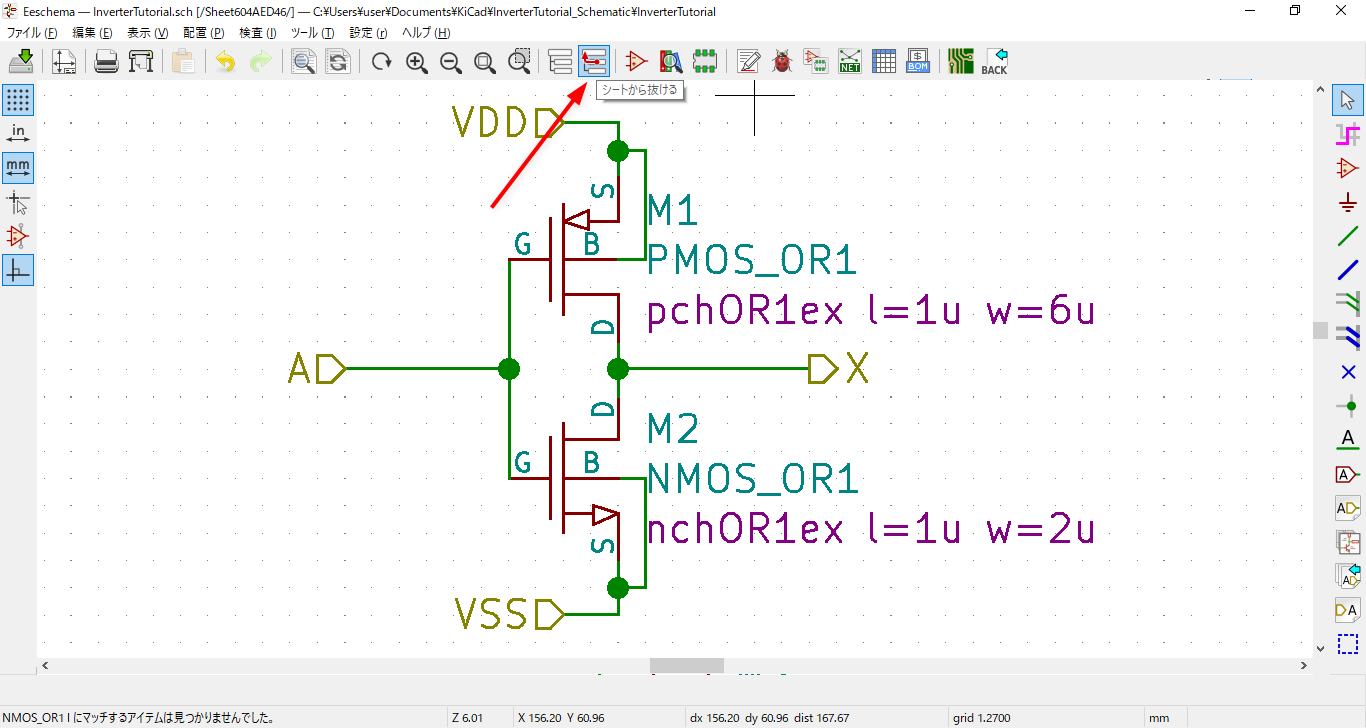 Eeschema — InverterTutorial.sch [/Sheet604AED46/] — C:¥Users¥user¥Documents¥KiCad¥InverterTutorial_Schematic¥InverterTutorial
ファイル (F) 編集 (E) 表示 (V) 配置 (P) 検査 (I) ツール (T) 設定 (r) ヘルプ (H)
NET
$
BOM
BACK
シートから抜ける
in
mm
VDD
S
G
B
M1
PMOS_OR1
pchOR1ex l=1u w=6u
D
A
X
D
M2
G
B
NMOS_OR1
nchOR1ex l=1u w=2u
S
VSS
A
A
AD
AD
DA
NMOS_OR1 l にマッチするアイテムは見つかりませんでした。
Z 6.01
X 156.20 Y 60.96
dx 156.20 dy 60.96 dist 167.67
grid 1.2700
mm